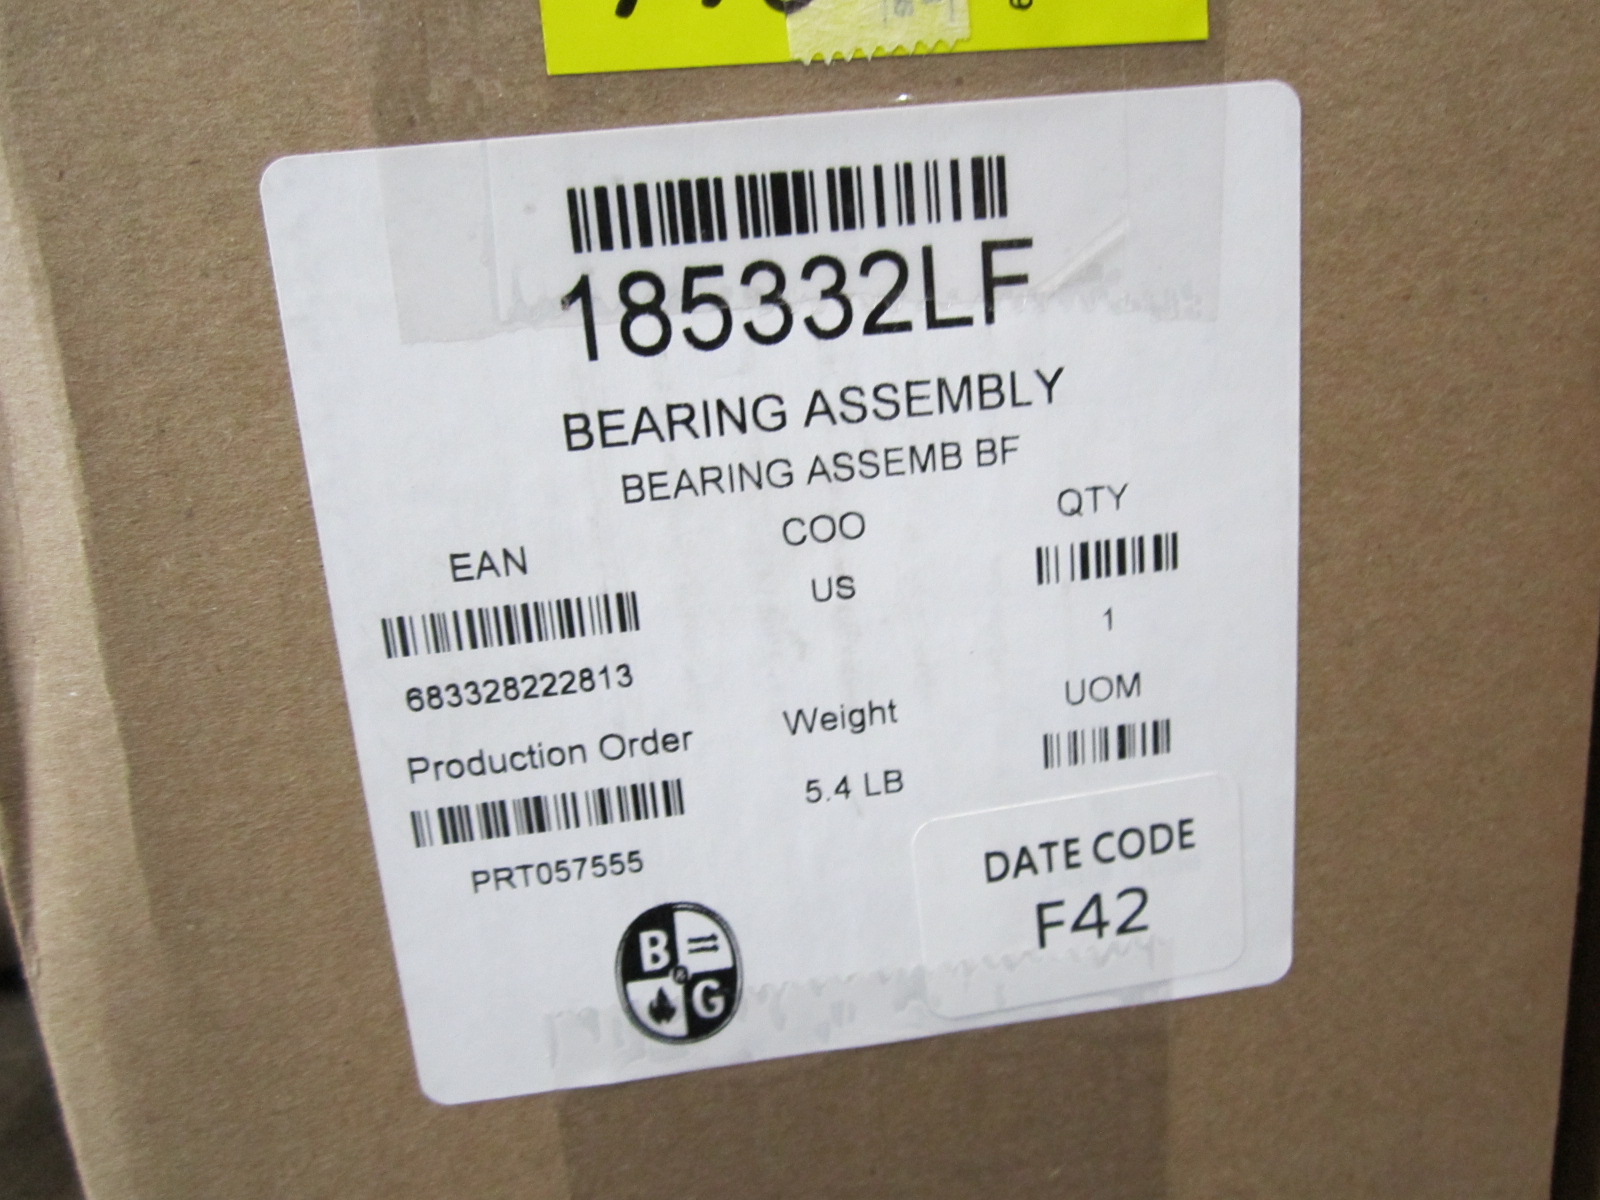 185332LF
BEARING ASSEMBLY
BEARING ASSEMB BF
EAN
COO
QTY
US
1
683328222813
Production Order
Weight
UOM
5.4 LB
PRT057555
DATE CODE
F42
B
&
G